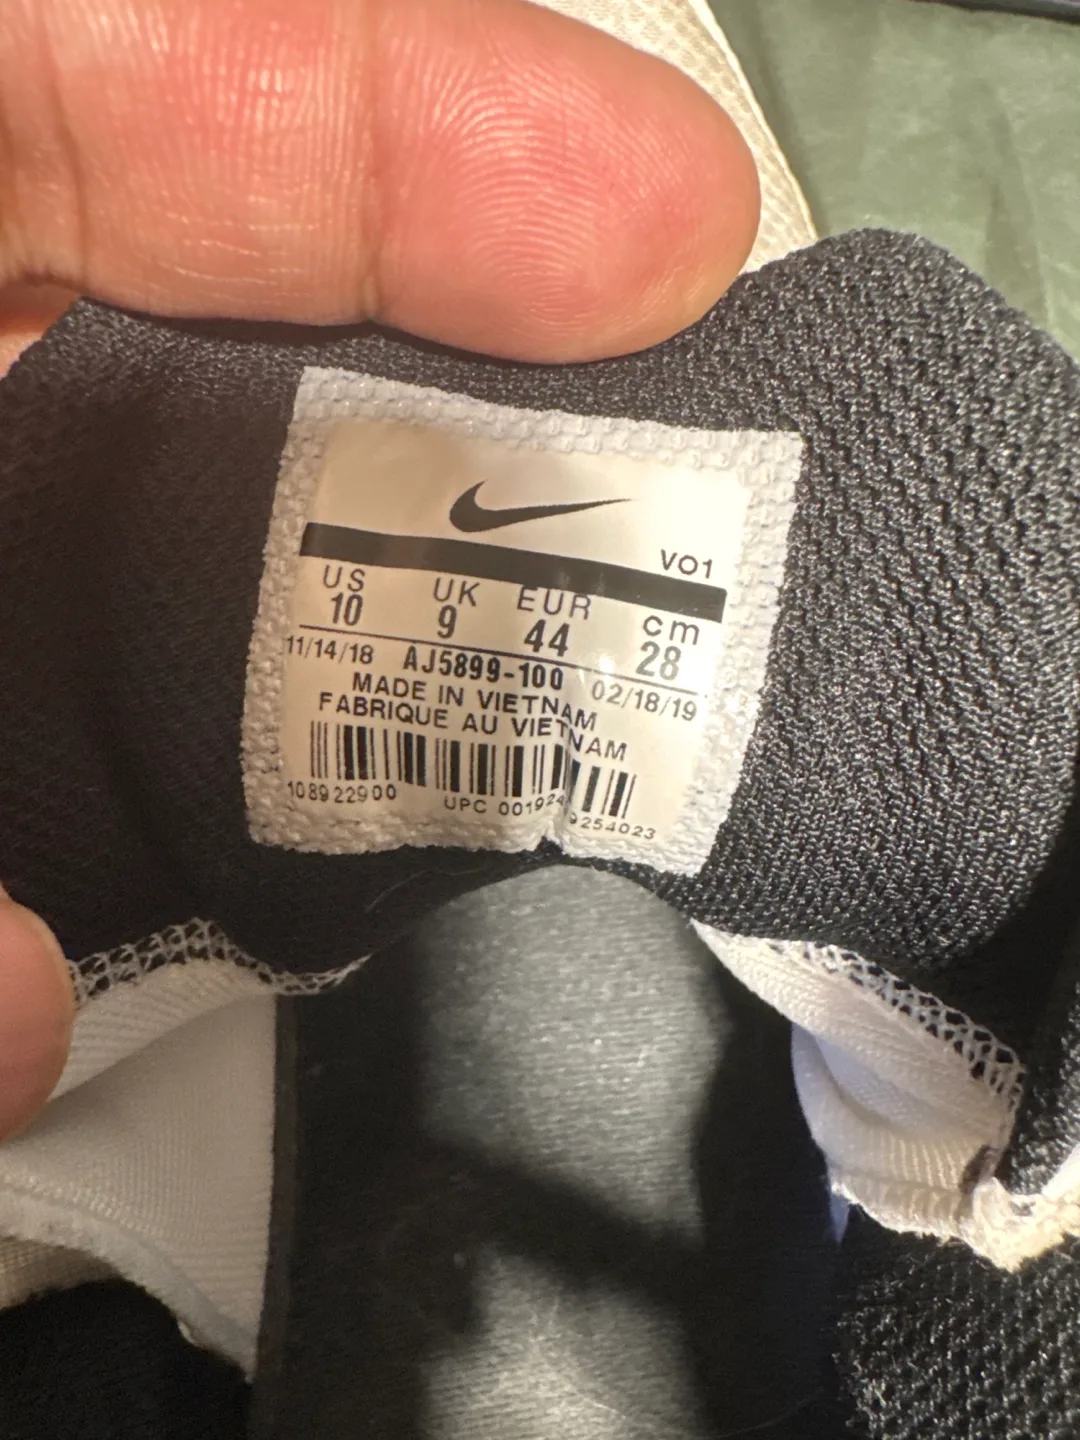 VO1
US UK EUR cm
10 9 44 28
11/14/18 AJ5899-100 02/18/19
MADE IN VIETNAM
FABRIQUE AU VIETNAM
108922900 UPC 00192499254023